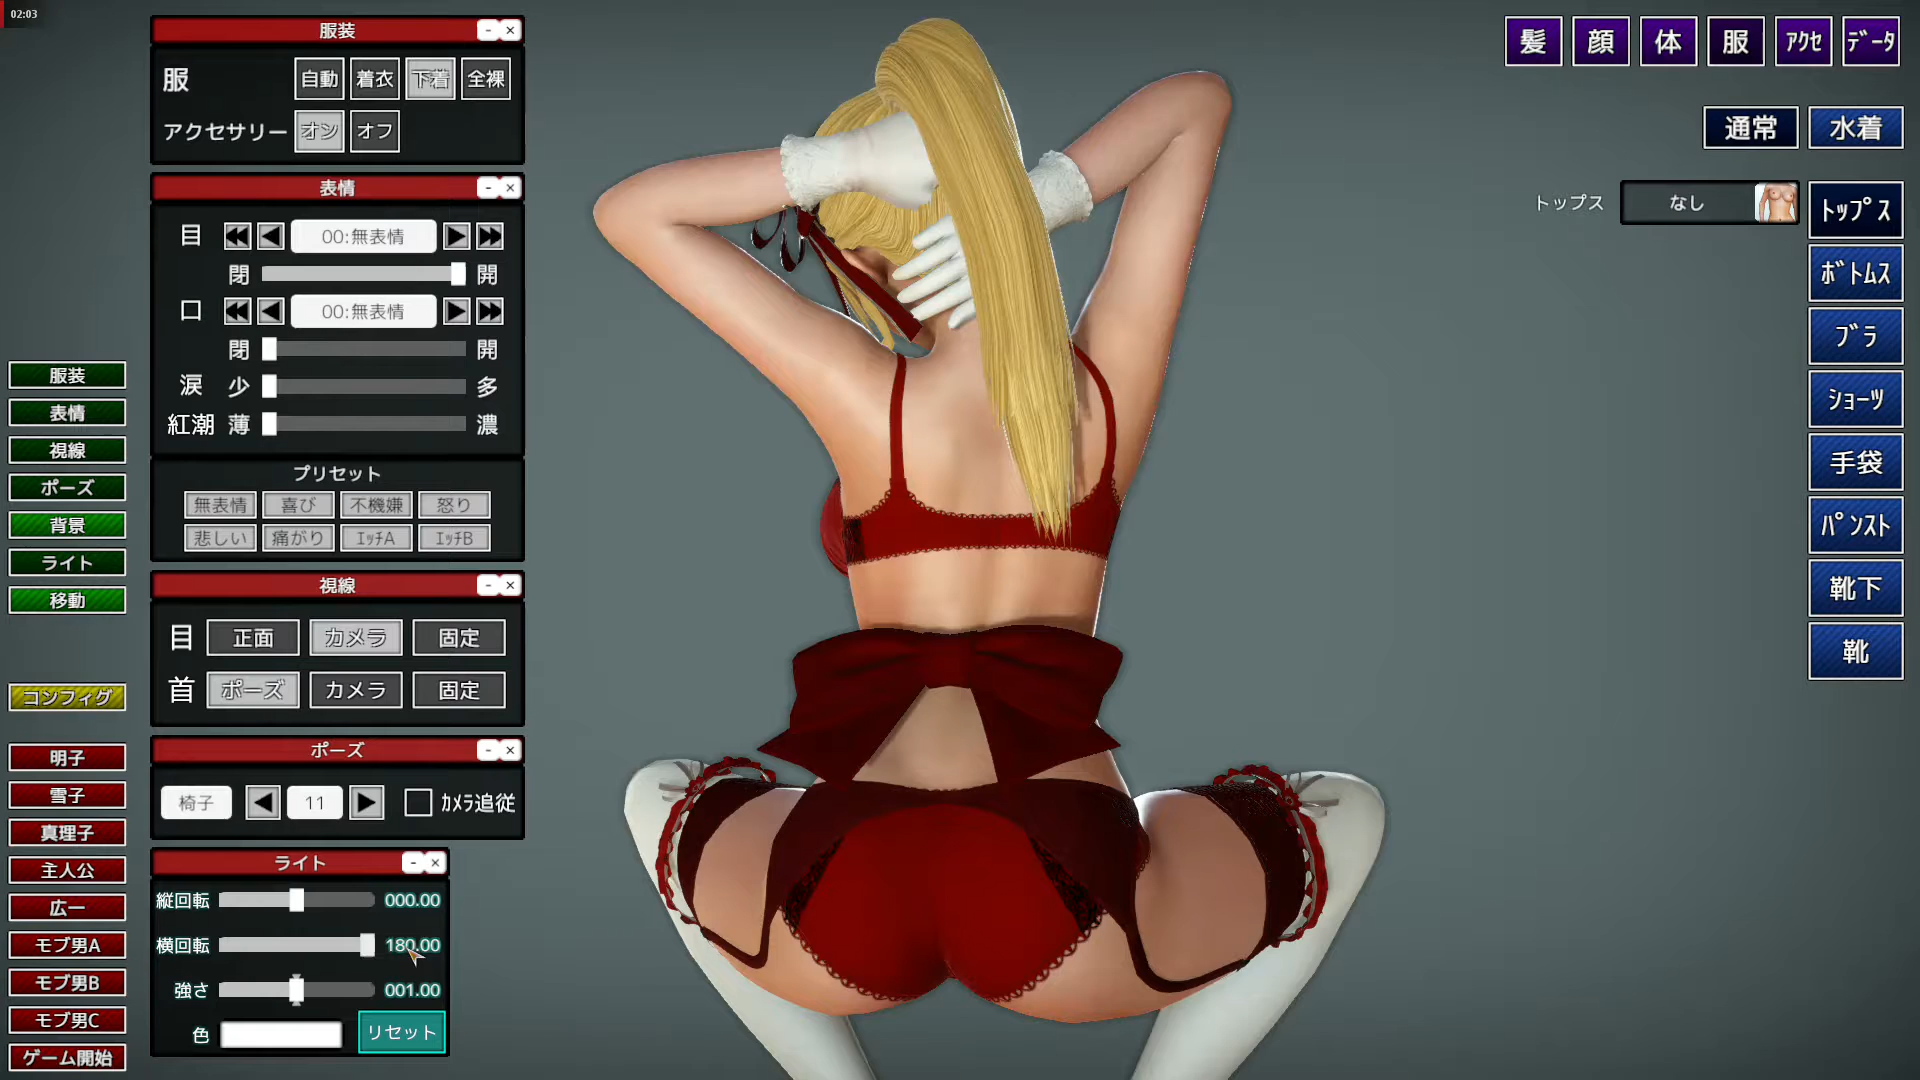 02:03
服装
- ×
服
自動
着衣
下着
全裸
アクセサリー
オン
オフ
表情
- ×
目
00:無表情
閉
開
口
00:無表情
閉
開
涙
少
多
紅潮
薄
濃
プリセット
無表情
喜び
不機嫌
怒り
悲しい
痛がり
ｴｯﾁA
ｴｯﾁB
視線
- ×
目
正面
カメラ
固定
首
ポーズ
カメラ
固定
ポーズ
- ×
椅子
11
ｶﾒﾗ追従
ライト
- ×
縦回転
000.00
横回転
180.00
強さ
001.00
色
リセット
服装
表情
視線
ポーズ
背景
ライト
移動
コンフィグ
明子
雪子
真理子
主人公
広一
モブ男A
モブ男B
モブ男C
ゲーム開始
髪
顔
体
服
ｱｸｾ
ﾃﾞｰﾀ
通常
水着
トップス
なし
ﾄｯﾌﾟｽ
ﾎﾞﾄﾑｽ
ブラ
ｼｮｰﾂ
手袋
ﾊﾟﾝｽﾄ
靴下
靴